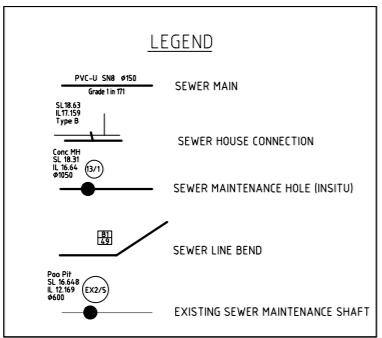 LEGEND
PVC-U SN8 Ø150
Grade 1 in 171
SEWER MAIN
SL18.63
IL17.159
Type B
SEWER HOUSE CONNECTION
Conc MH
SL 18.31
IL 16.64
Ø1050
13/1
SEWER MAINTENANCE HOLE (INSITU)
B1
49
SEWER LINE BEND
Poo Pit
SL 16.648
IL 12.169
Ø600
EX2/5
EXISTING SEWER MAINTENANCE SHAFT